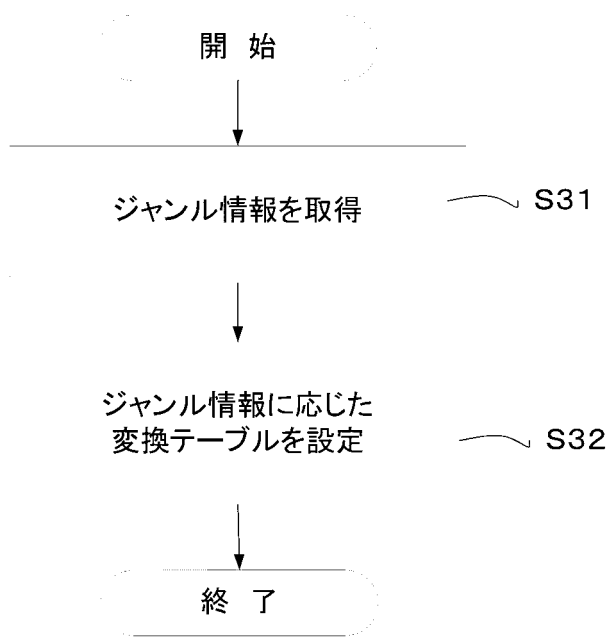 開 始
ジャンル情報を取得
S31
ジャンル情報に応じた
変換テーブルを設定
S32
終 了